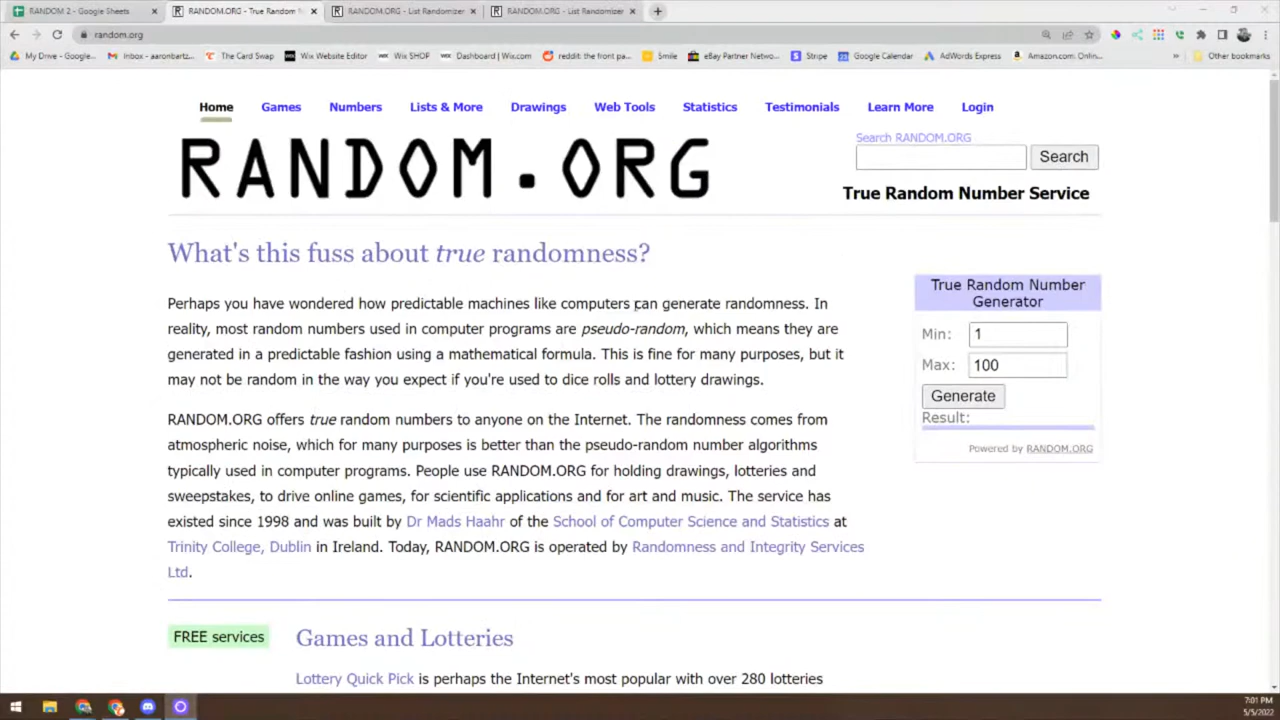 RANDOM 2 - Google Sheets
RANDOM.ORG - True Random N
RANDOM.ORG - List Randomizer
RANDOM.ORG - List Randomizer
random.org
My Drive - Google...
Inbox - aaronbartz...
The Card Swap
Wix Website Editor
Wix SHOP
Dashboard | Wix.com
reddit: the front pa...
Smile
eBay Partner Netwo...
Stripe
Google Calendar
AdWords Express
Amazon.com: Onlin...
Other bookmarks
Home Games Numbers Lists & More Drawings Web Tools Statistics Testimonials Learn More Login
RANDOM.ORG
Search RANDOM.ORG
Search
True Random Number Service
What's this fuss about true randomness?
Perhaps you have wondered how predictable machines like computers can generate randomness. In
reality, most random numbers used in computer programs are pseudo-random, which means they are
generated in a predictable fashion using a mathematical formula. This is fine for many purposes, but it
may not be random in the way you expect if you're used to dice rolls and lottery drawings.
RANDOM.ORG offers true random numbers to anyone on the Internet. The randomness comes from
atmospheric noise, which for many purposes is better than the pseudo-random number algorithms
typically used in computer programs. People use RANDOM.ORG for holding drawings, lotteries and
sweepstakes, to drive online games, for scientific applications and for art and music. The service has
existed since 1998 and was built by Dr Mads Haahr of the School of Computer Science and Statistics at
Trinity College, Dublin in Ireland. Today, RANDOM.ORG is operated by Randomness and Integrity Services
Ltd.
True Random Number
Generator
Min: 1
Max: 100
Generate
Result:
Powered by RANDOM.ORG
FREE services
Games and Lotteries
Lottery Quick Pick is perhaps the Internet's most popular with over 280 lotteries
7:01 PM
5/5/2022